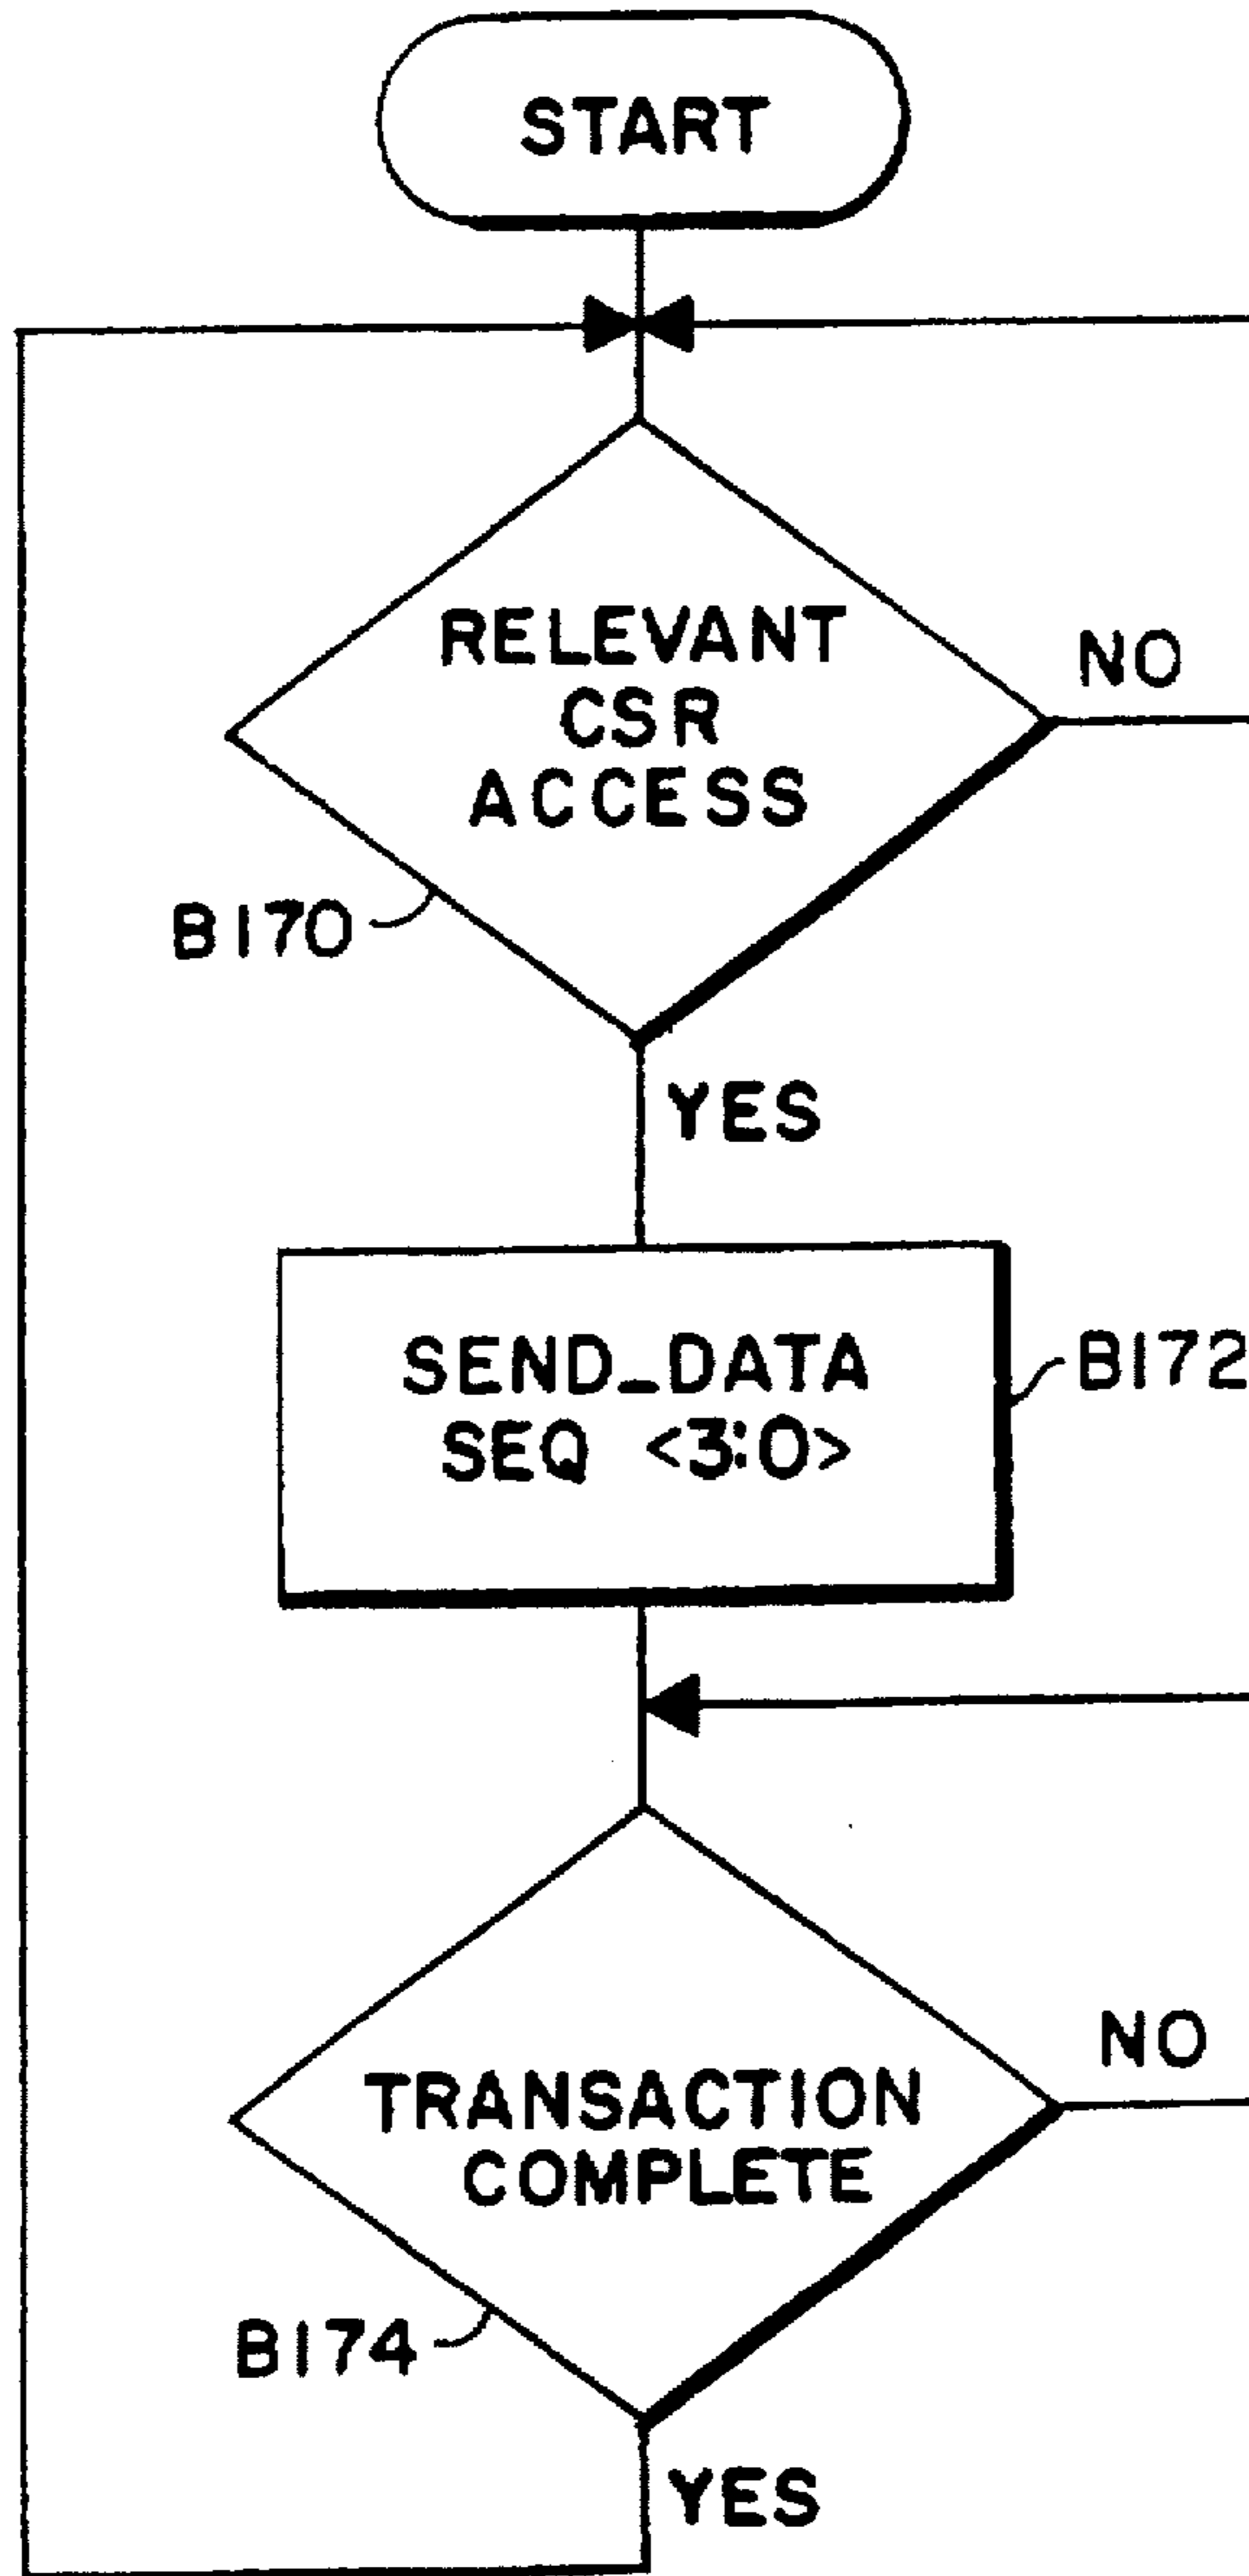 START
RELEVANT
CSR
ACCESS
NO
B170
YES
SEND_DATA
SEQ <3:0>
B172
TRANSACTION
COMPLETE
NO
B174
YES